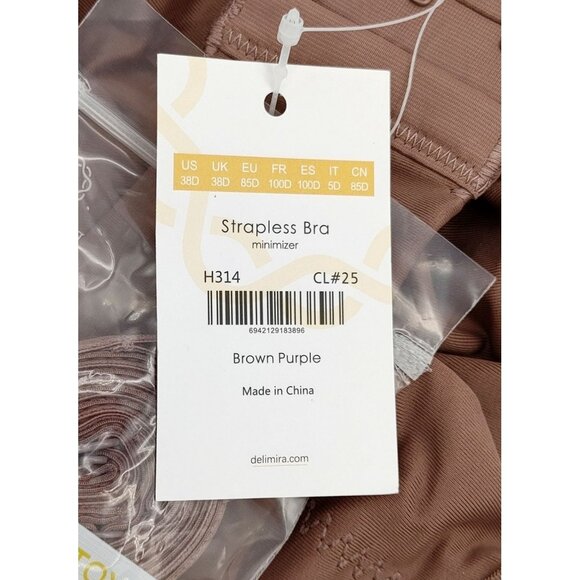 US UK EU FR ES IT CN
38D 38D 85D 100D 100D 5D 85D
Strapless Bra
minimizer
H314 CL#25
6942129183896
Brown Purple
Made in China
delimira.com